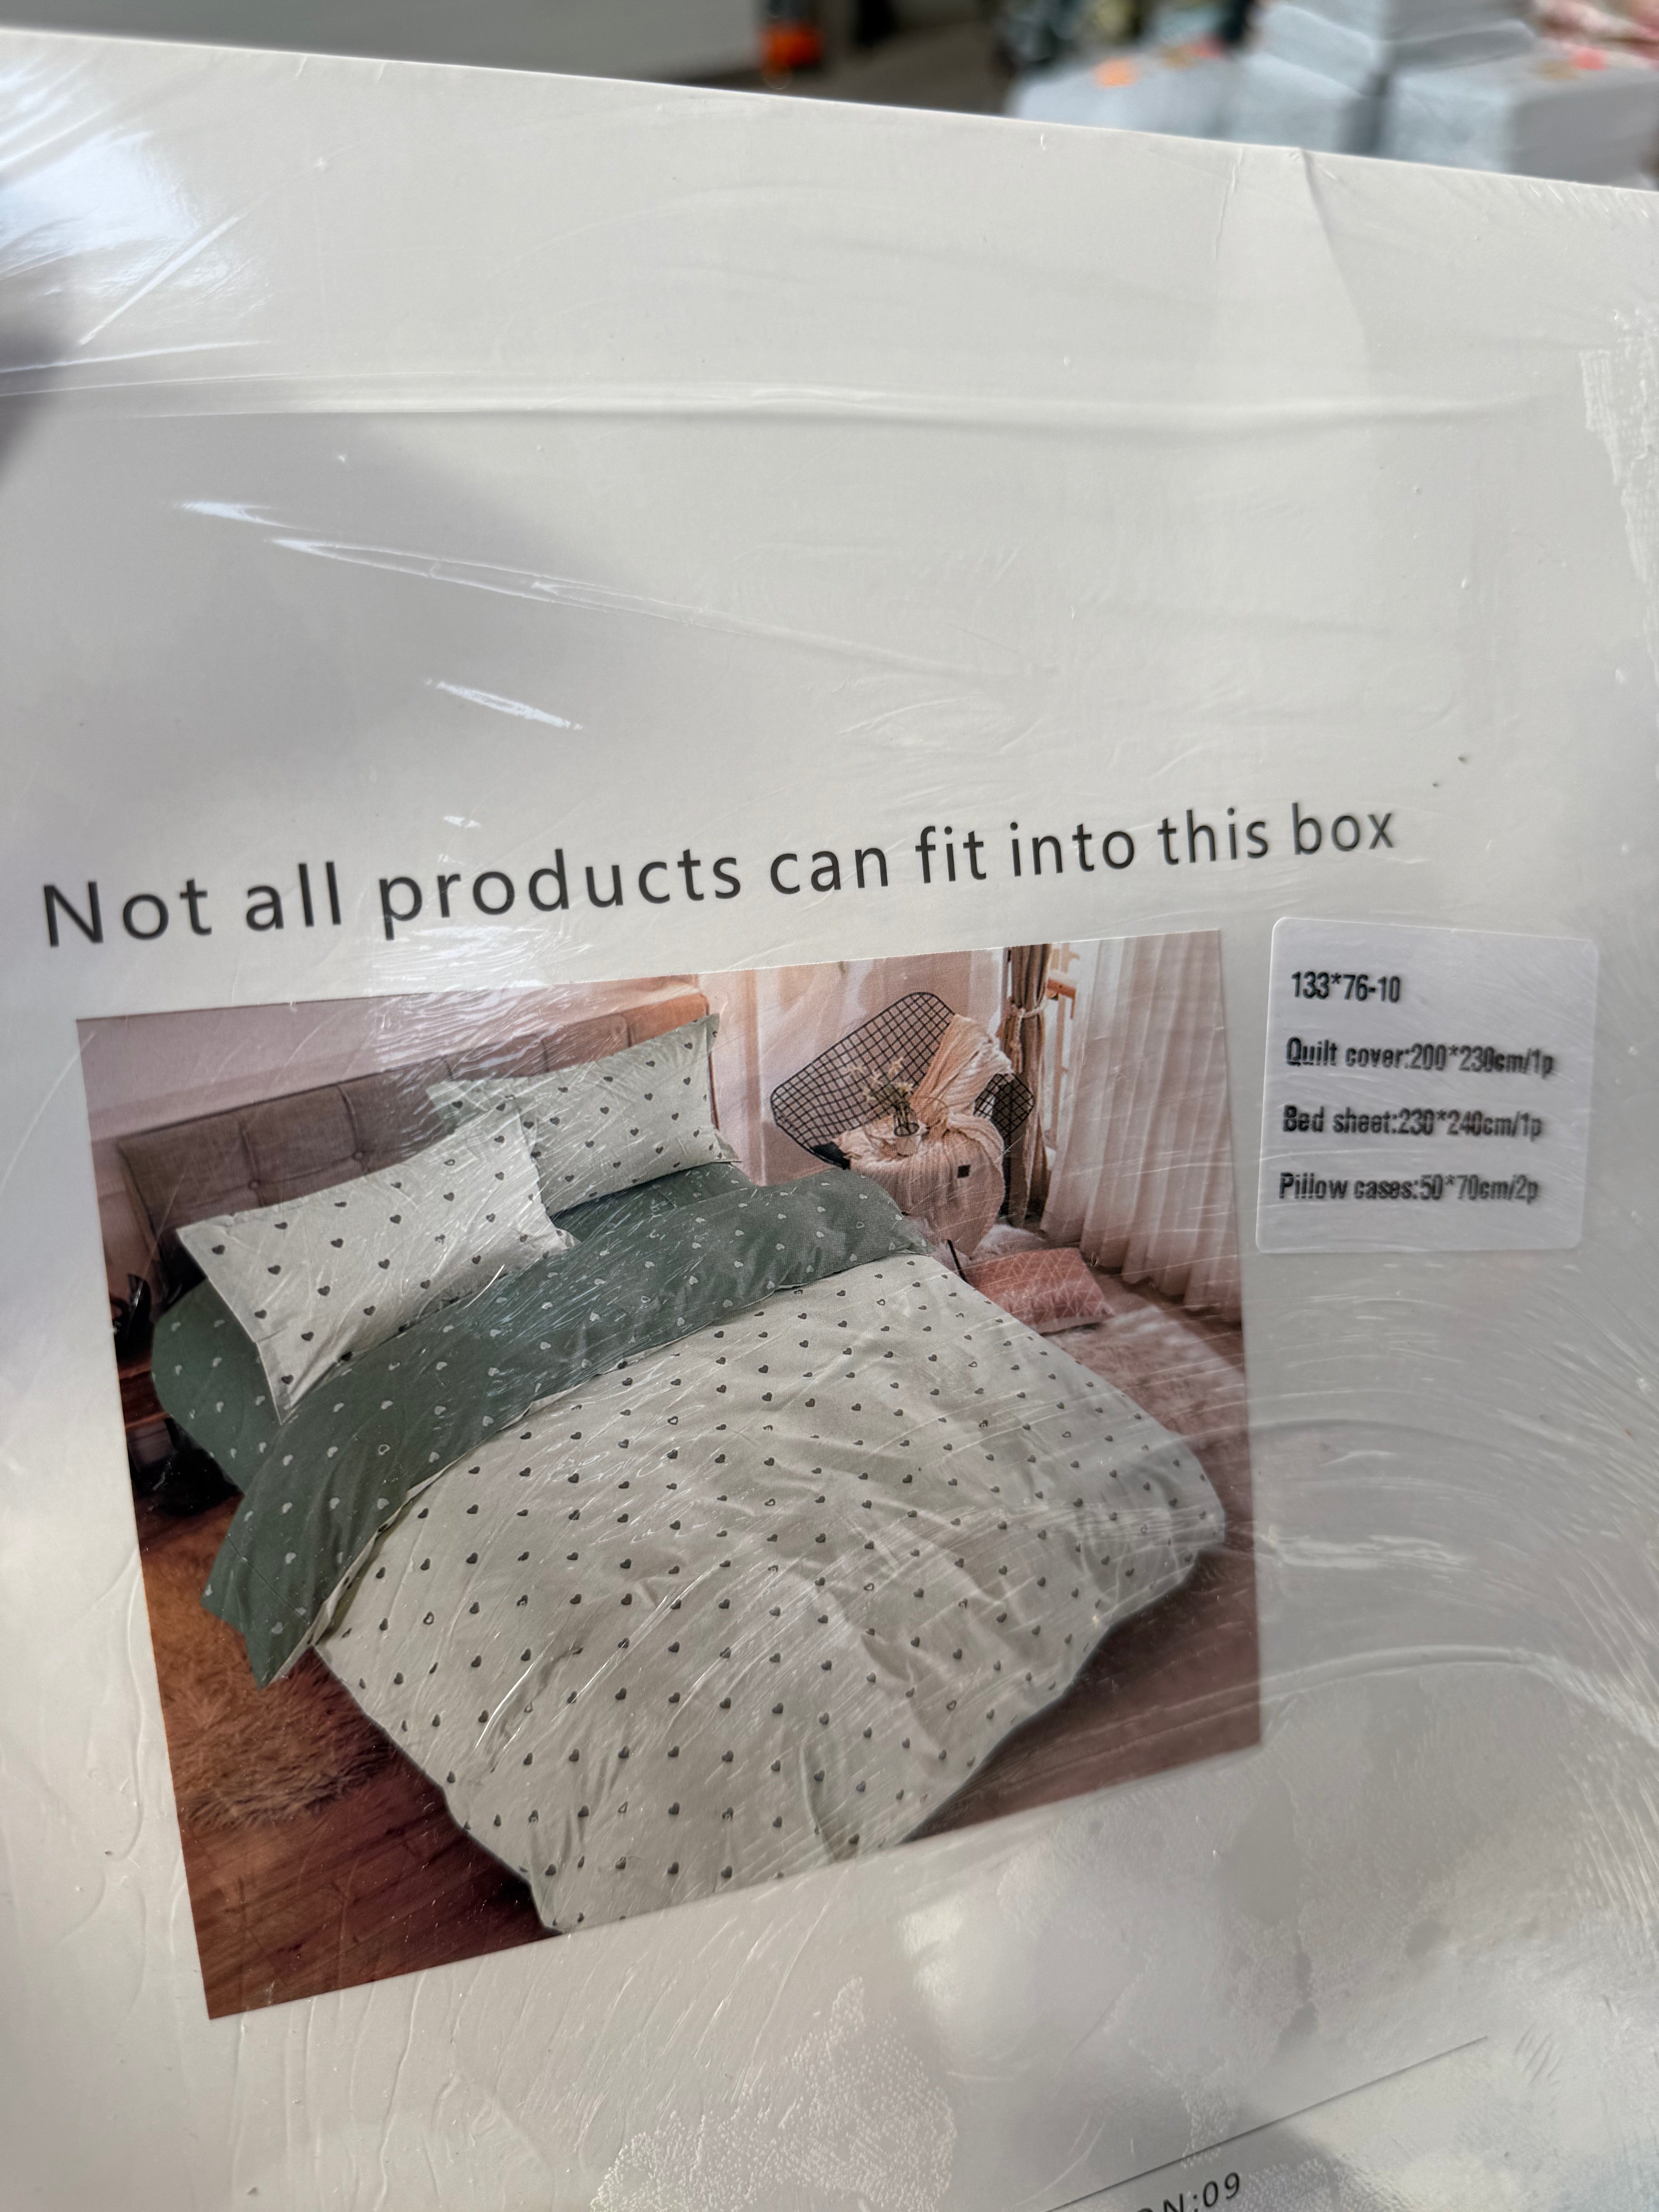 Not all products can fit into this box
133*76-10
Quilt cover:200*230cm/1p
Bed sheet:230*240cm/1p
Pillow cases:50*70cm/2p
N:09